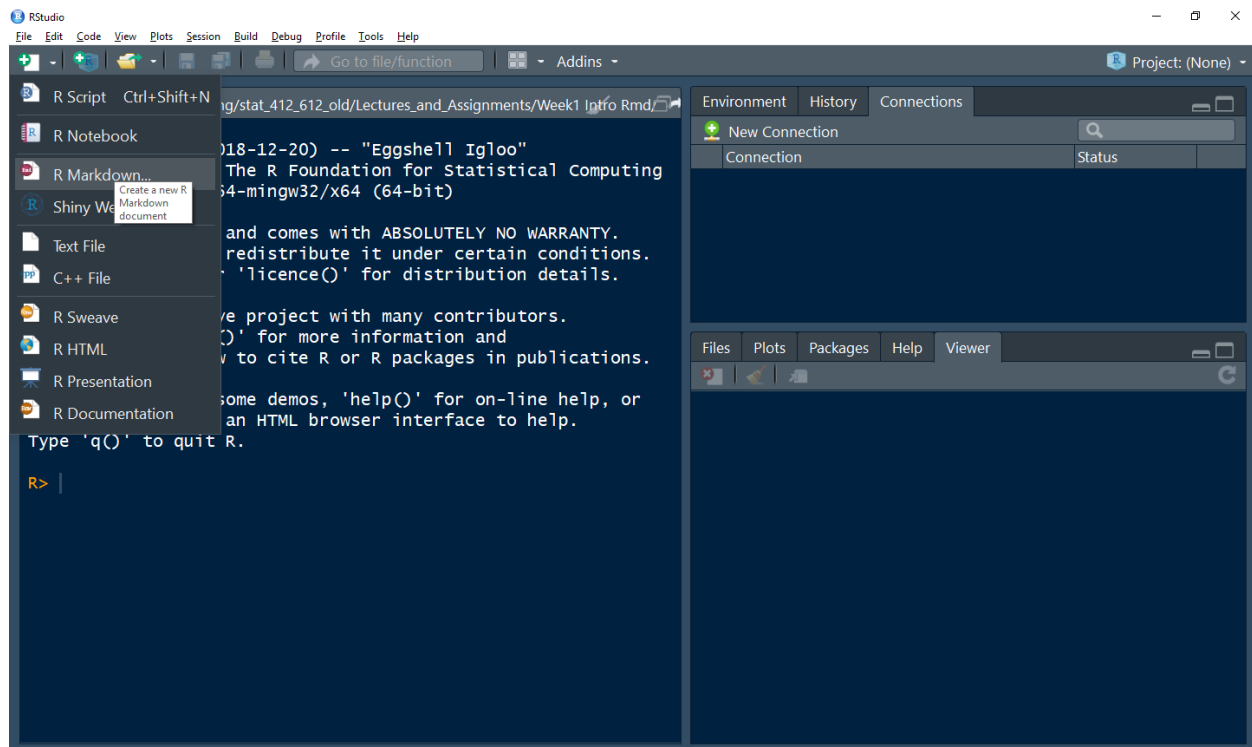 RStudio
File Edit Code View Plots Session Build Debug Profile Tools Help
Go to file/function Addins Project: (None)
R Script Ctrl+Shift+N
R Notebook
R Markdown...
Create a new R
Markdown
document
Shiny We
Text File
C++ File
R Sweave
R HTML
R Presentation
R Documentation
ng/stat_412_612_old/Lectures_and_Assignments/Week1 Intro Rmd/
18-12-20) -- "Eggshell Igloo"
The R Foundation for Statistical Computing
64-mingw32/x64 (64-bit)
and comes with ABSOLUTELY NO WARRANTY.
redistribute it under certain conditions.
'licence()' for distribution details.
e project with many contributors.
()' for more information and
to cite R or R packages in publications.
some demos, 'help()' for on-line help, or
an HTML browser interface to help.
Type 'q()' to quit R.
R>
Environment History Connections
New Connection
Connection Status
Files Plots Packages Help Viewer